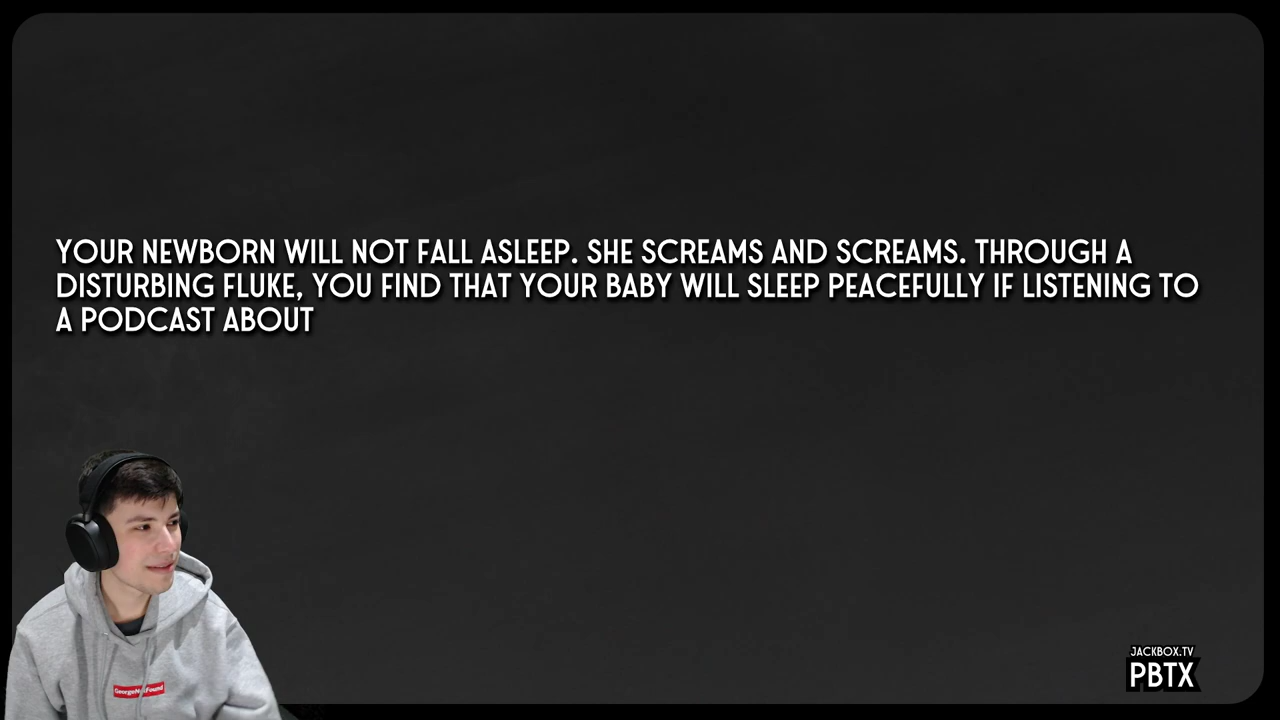 YOUR NEWBORN WILL NOT FALL ASLEEP. SHE SCREAMS AND SCREAMS. THROUGH A
DISTURBING FLUKE, YOU FIND THAT YOUR BABY WILL SLEEP PEACEFULLY IF LISTENING TO
A PODCAST ABOUT
GeorgeNotFound
JACKBOX.TV
PBTX